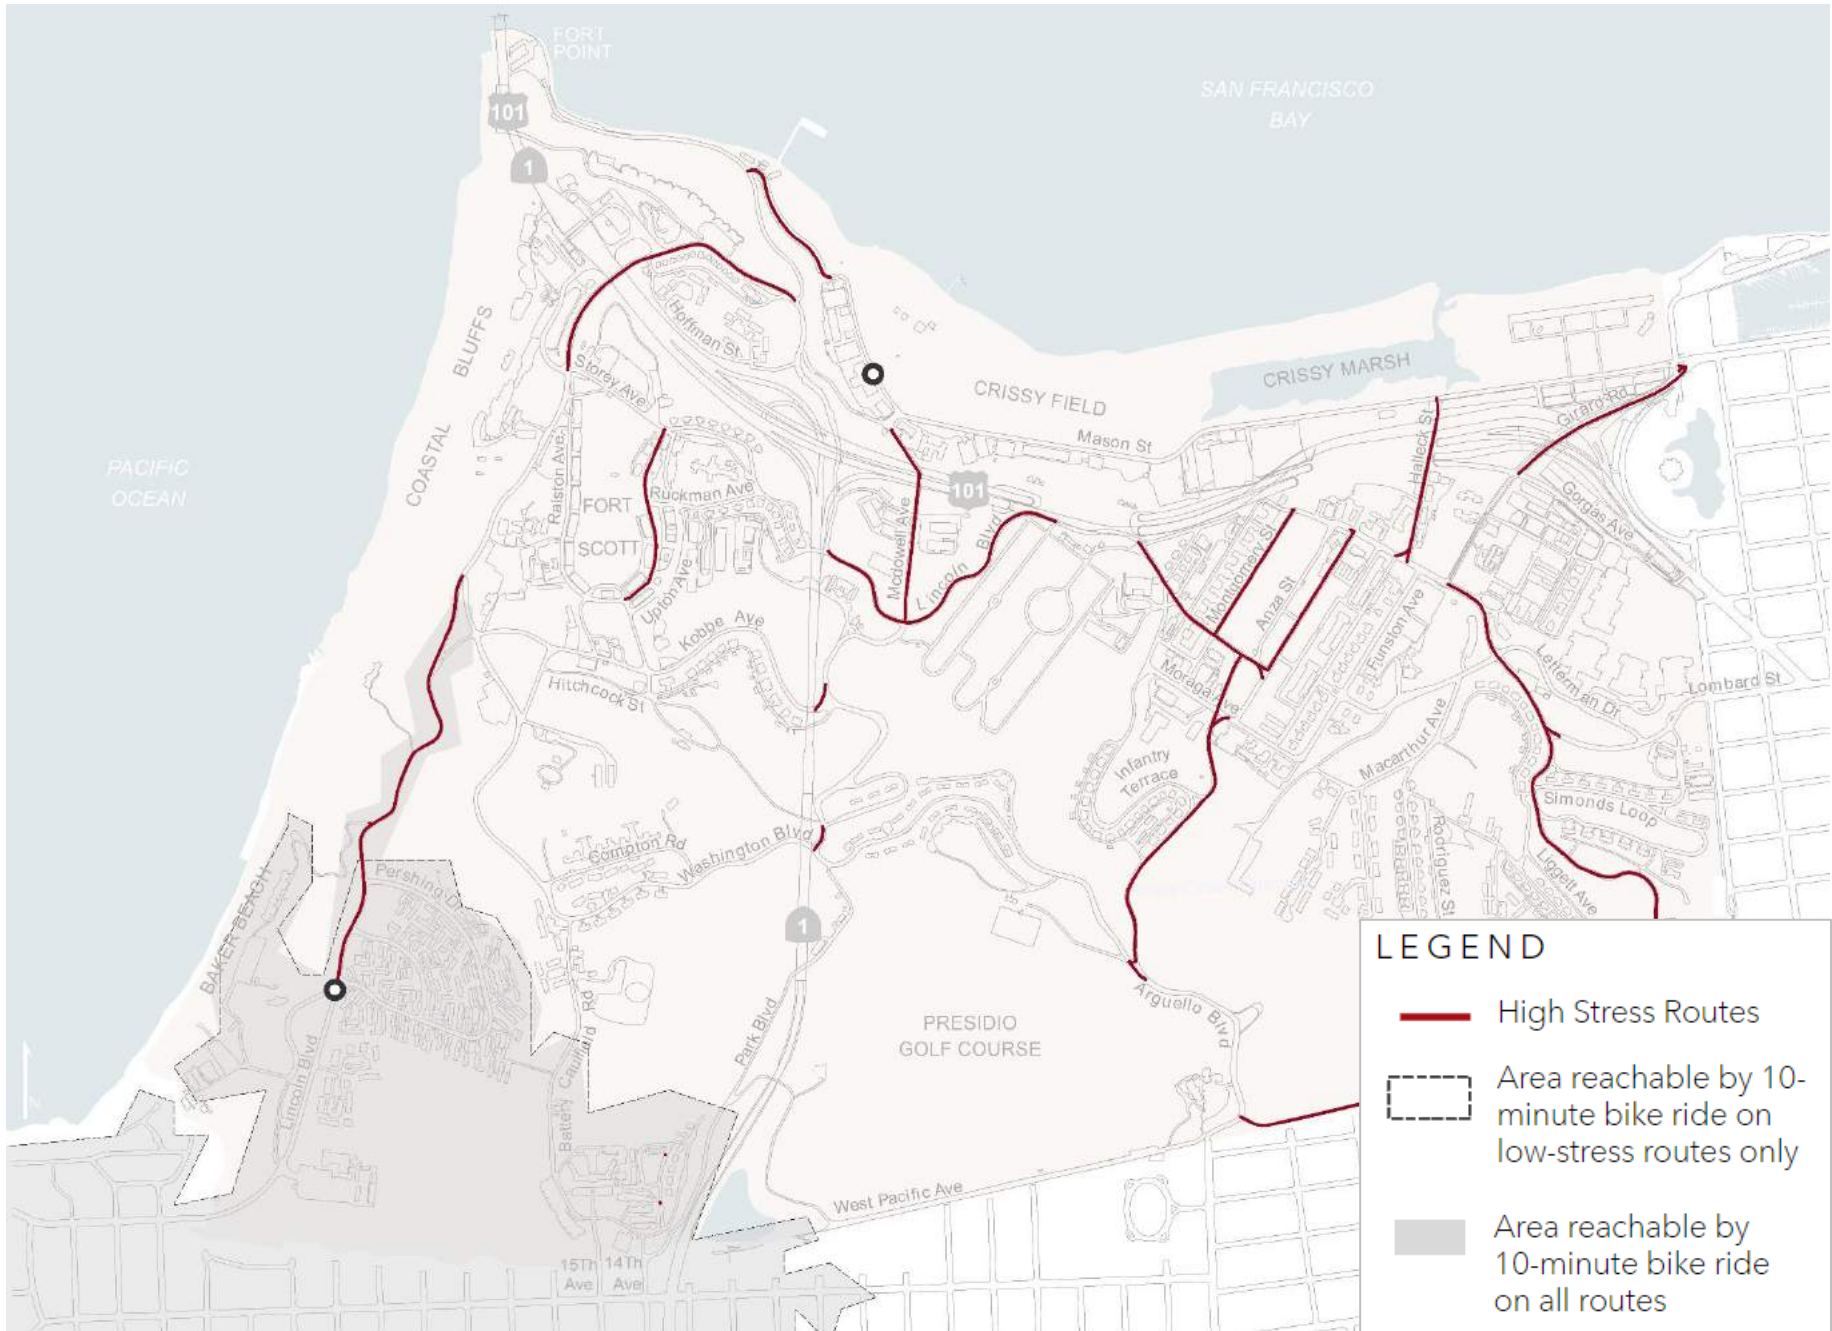 FORT
POINT
101
1
SAN FRANCISCO
BAY
PACIFIC
OCEAN
COASTAL
BLUFFS
Hoffman St
Storey Ave
CRISSY FIELD
CRISSY MARSH
Mason St
Girard Rd
Halleck St
Gorgas Ave
Ralston Ave
FORT
SCOTT
Ruckman Ave
Upton Ave
101
Mcdowell Ave
Lincoln
Blvd
Montgomery St
Anza St
Funston Ave
Moraga Ave
Letterman Dr
Lombard St
Kobbe Ave
Hitchcock St
Infantry
Terrace
Macarthur Ave
Simonds Loop
Rodriguez St
Liggett Ave
Compton Rd
Washington Blvd
Pershing
BAKER BEACH
1
Park Blvd
Battery Caulfield Rd
Lincoln Blvd
PRESIDIO
GOLF COURSE
Arguello Blvd
West Pacific Ave
15Th
Ave
14Th
Ave
N
LEGEND
High Stress Routes
Area reachable by 10-
minute bike ride on
low-stress routes only
Area reachable by
10-minute bike ride
on all routes